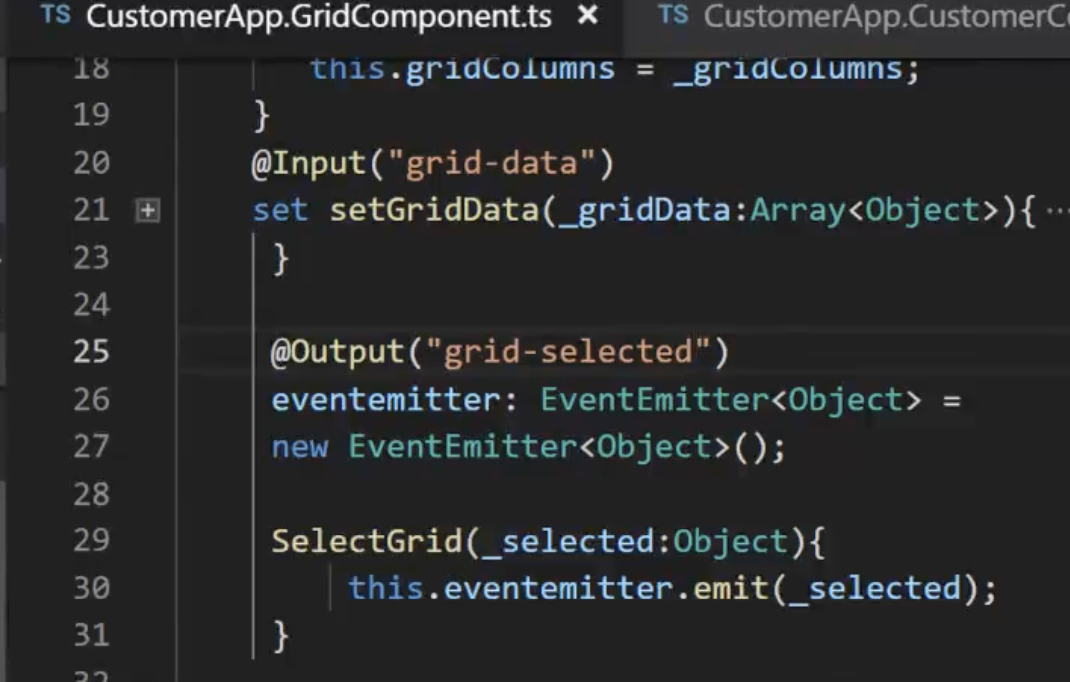 TS CustomerApp.GridComponent.ts × TS CustomerApp.CustomerC
18 this.gridColumns = _gridColumns;
19 }
20 @Input("grid-data")
21 set setGridData(_gridData:Array<Object>){ ···
23 }
24
25 @Output("grid-selected")
26 eventemitter: EventEmitter<Object> =
27 new EventEmitter<Object>();
28
29 SelectGrid(_selected:Object){
30 this.eventemitter.emit(_selected);
31 }
32